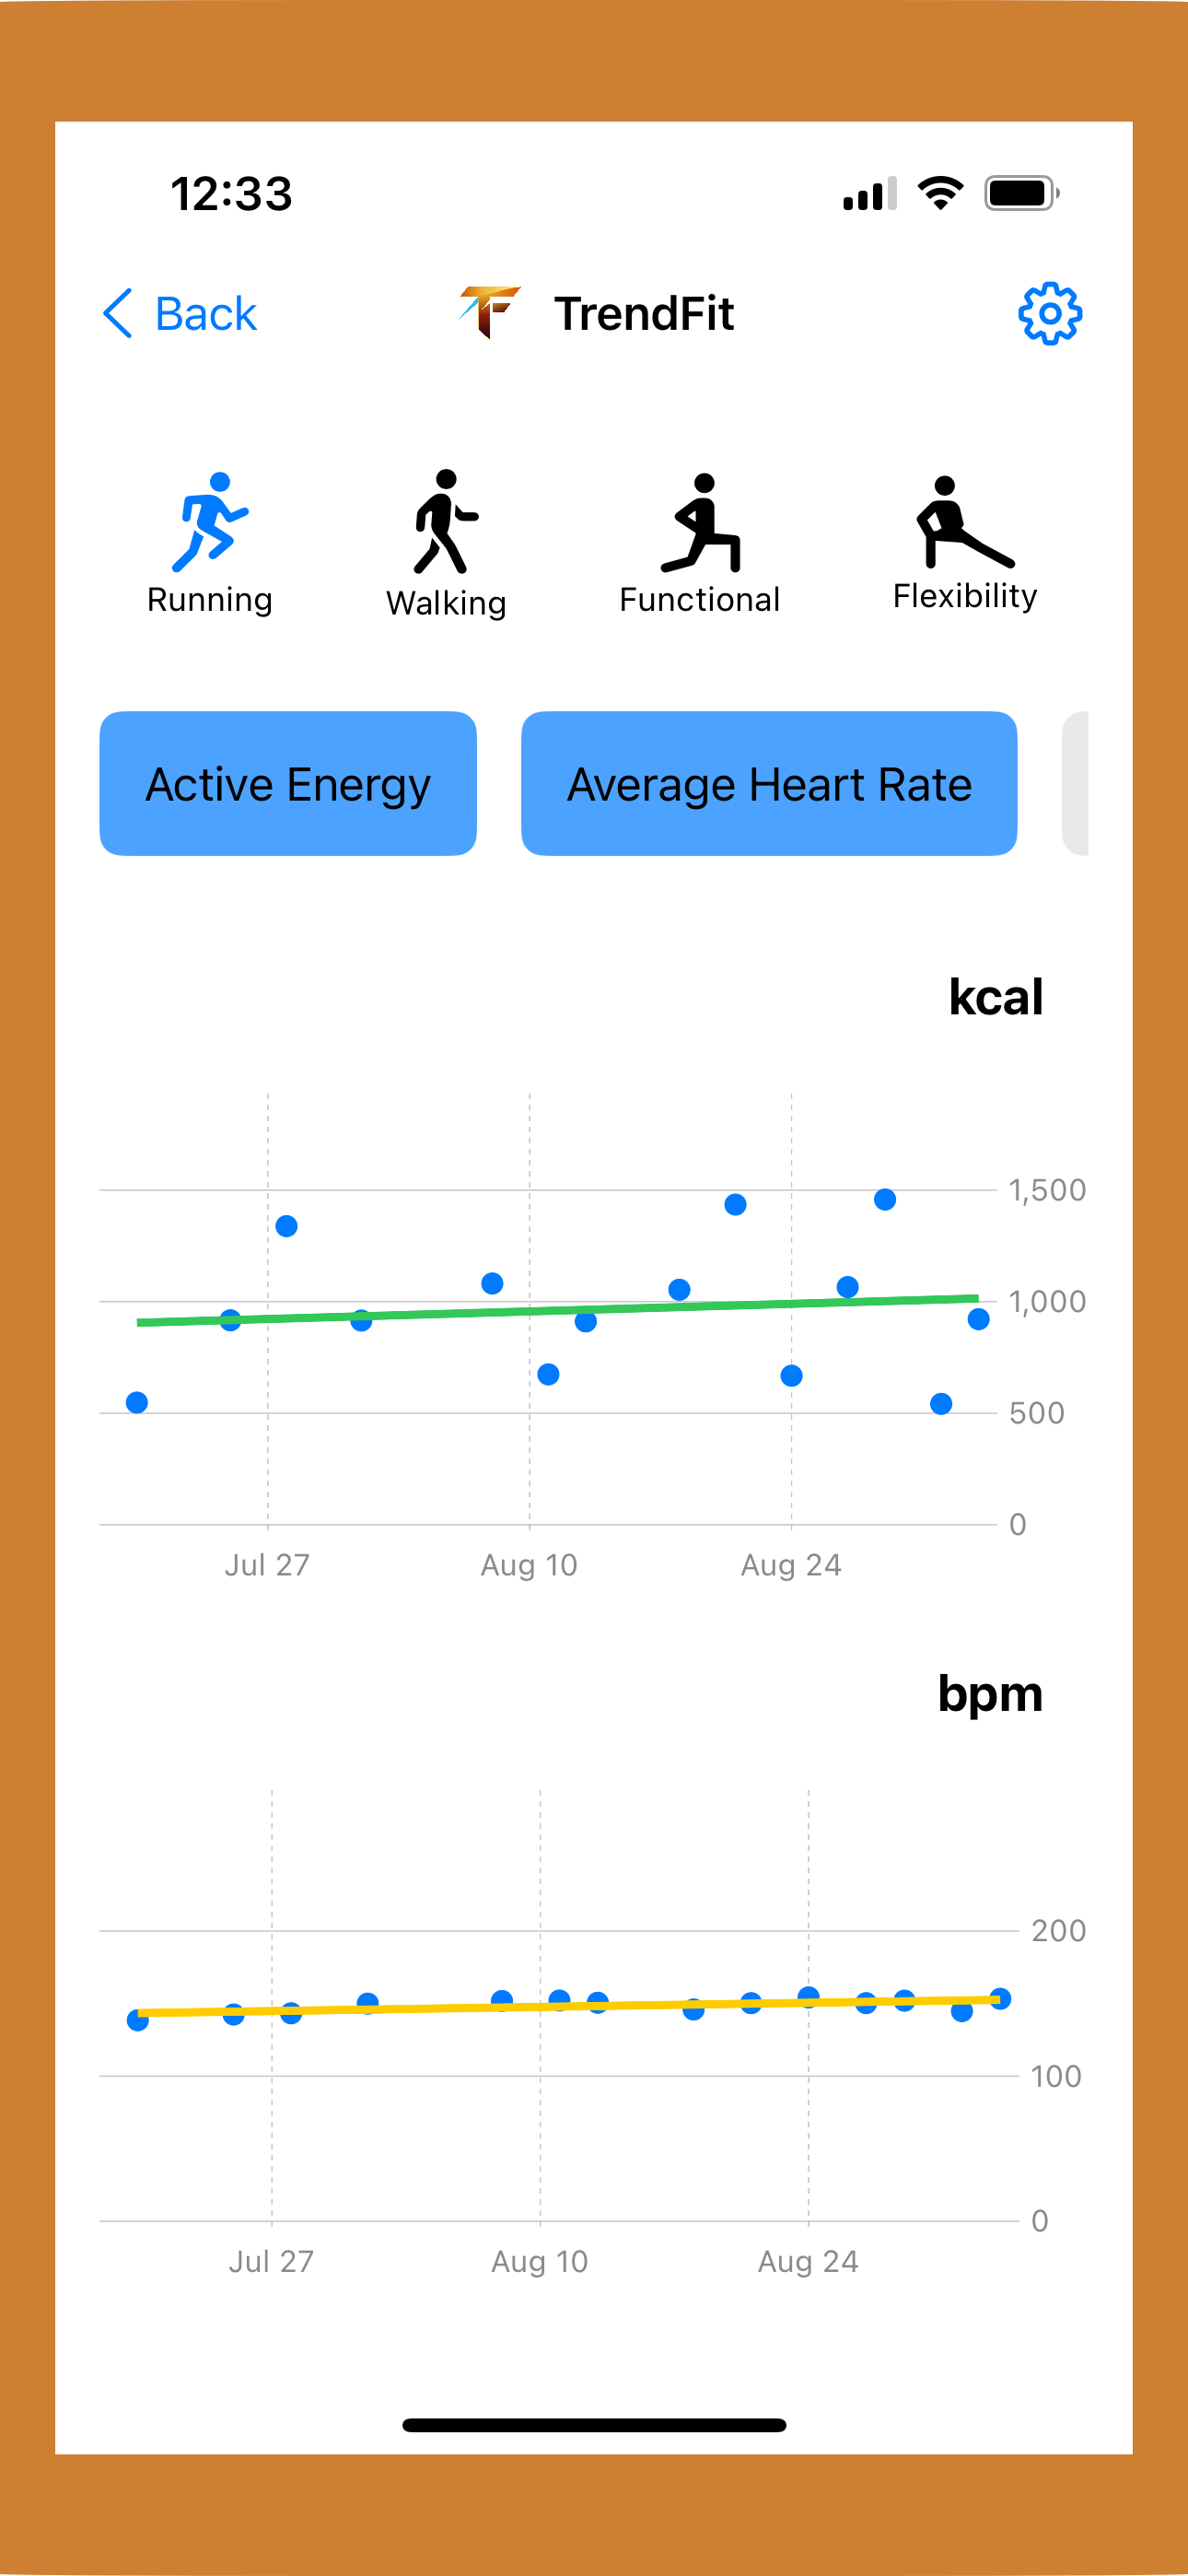 12:33
Back
TF
TrendFit
Running
Walking
Functional
Flexibility
Active Energy
Average Heart Rate
kcal
1,500
1,000
500
0
Jul 27
Aug 10
Aug 24
bpm
200
100
0
Jul 27
Aug 10
Aug 24